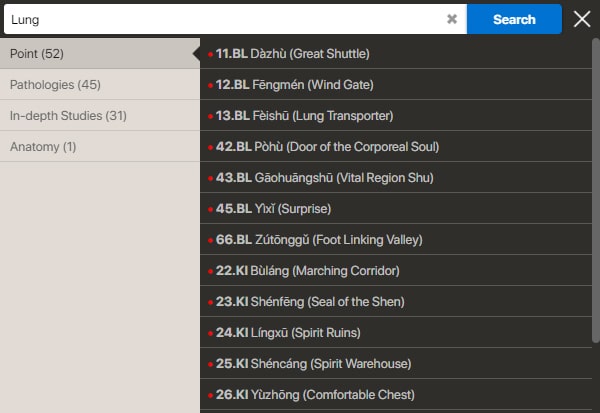 Lung
Search
Point (52)
Pathologies (45)
In-depth Studies (31)
Anatomy (1)
11.BL Dàzhù (Great Shuttle)
12.BL Fēngmén (Wind Gate)
13.BL Fèishū (Lung Transporter)
42.BL Pòhù (Door of the Corporeal Soul)
43.BL Gāohuāngshū (Vital Region Shu)
45.BL Yìxǐ (Surprise)
66.BL Zútōnggǔ (Foot Linking Valley)
22.KI Bùláng (Marching Corridor)
23.KI Shénfēng (Seal of the Shen)
24.KI Língxū (Spirit Ruins)
25.KI Shéncáng (Spirit Warehouse)
26.KI Yùzhōng (Comfortable Chest)